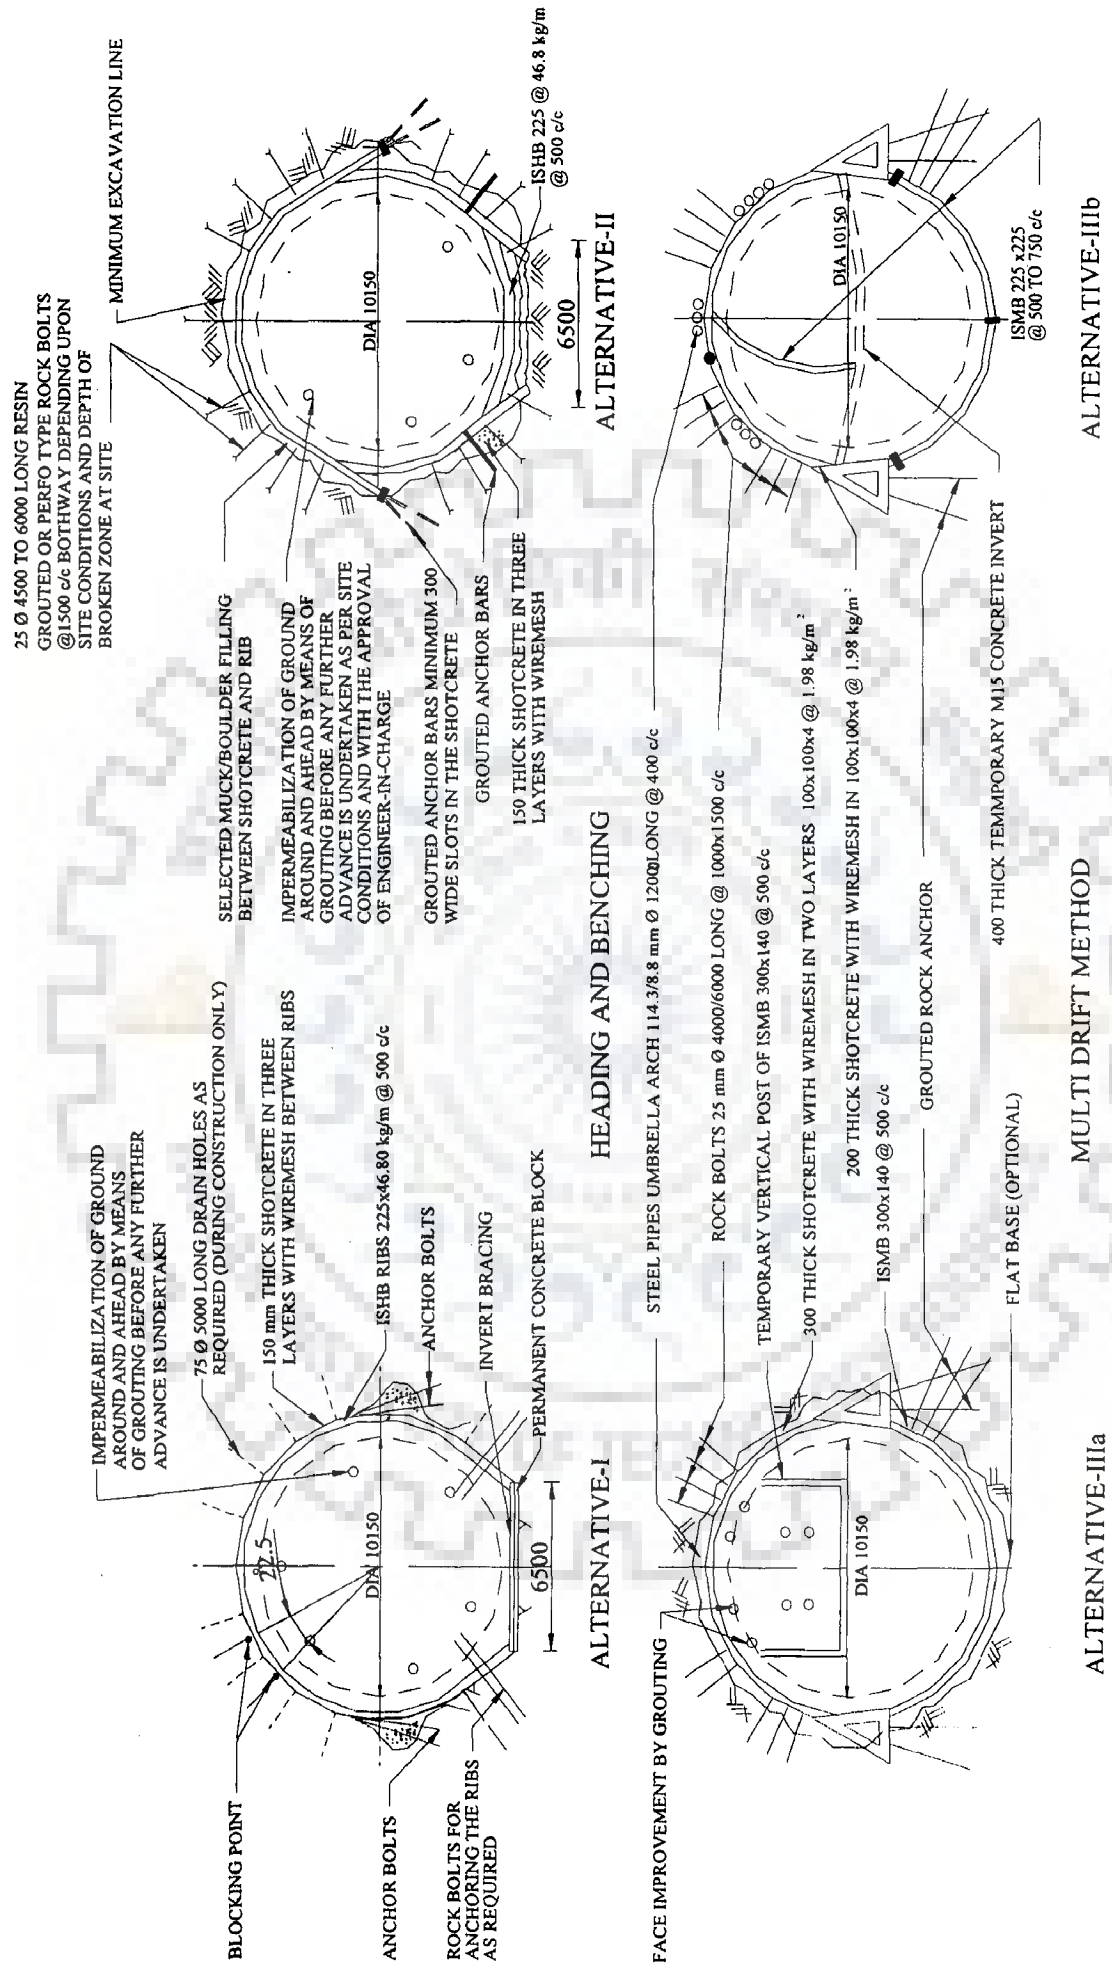 IMPERMEABILIZATION OF GROUND
AROUND AND AHEAD BY MEANS
OF GROUTING BEFORE ANY FURTHER
ADVANCE IS UNDERTAKEN
75 Ø 5000 LONG DRAIN HOLES AS
REQUIRED (DURING CONSTRUCTION ONLY)
150 mm THICK SHOTCRETE IN THREE
LAYERS WITH WIREMESH BETWEEN RIBS
ISHB RIBS 225x46.80 kg/m @ 500 c/c
ANCHOR BOLTS
INVERT BRACING
PERMANENT CONCRETE BLOCK
BLOCKING POINT
ANCHOR BOLTS
ROCK BOLTS FOR
ANCHORING THE RIBS
AS REQUIRED
22.5
DIA 10150
6500
ALTERNATIVE-I
25 Ø 4500 TO 6000 LONG RESIN
GROUTED OR PERFO TYPE ROCK BOLTS
@1500 c/c BOTHWAY DEPENDING UPON
SITE CONDITIONS AND DEPTH OF
BROKEN ZONE AT SITE
MINIMUM EXCAVATION LINE
SELECTED MUCK/BOULDER FILLING
BETWEEN SHOTCRETE AND RIB
IMPERMEABILIZATION OF GROUND
AROUND AND AHEAD BY MEANS OF
GROUTING BEFORE ANY FURTHER
ADVANCE IS UNDERTAKEN AS PER SITE
CONDITIONS AND WITH THE APPROVAL
OF ENGINEER-IN-CHARGE
GROUTED ANCHOR BARS MINIMUM 300
WIDE SLOTS IN THE SHOTCRETE
GROUTED ANCHOR BARS
150 THICK SHOTCRETE IN THREE
LAYERS WITH WIREMESH
DIA 10150
ISHB 225 @ 46.8 kg/m
@ 500 c/c
6500
ALTERNATIVE-II
HEADING AND BENCHING
FACE IMPROVEMENT BY GROUTING
STEEL PIPES UMBRELLA ARCH 114.3/8.8 mm Ø 12000LONG @ 400 c/c
ROCK BOLTS 25 mm Ø 4000/6000 LONG @ 1000x1500 c/c
TEMPORARY VERTICAL POST OF ISMB 300x140 @ 500 c/c
300 THICK SHOTCRETE WITH WIREMESH IN TWO LAYERS 100x100x4 @ 1.98 kg/m²
200 THICK SHOTCRETE WITH WIREMESH IN 100x100x4 @ 1.98 kg/m²
ISMB 300x140 @ 500 c/c
GROUTED ROCK ANCHOR
400 THICK TEMMPORARY M15 CONCRETE INVERT
FLAT BASE (OPTIONAL)
DIA 10150
DIA 10150
ISMB 225 x225
@ 500 TO 750 c/c
ALTERNATIVE-IIIa
MULTI DRIFT METHOD
ALTERNATIVE-IIIb